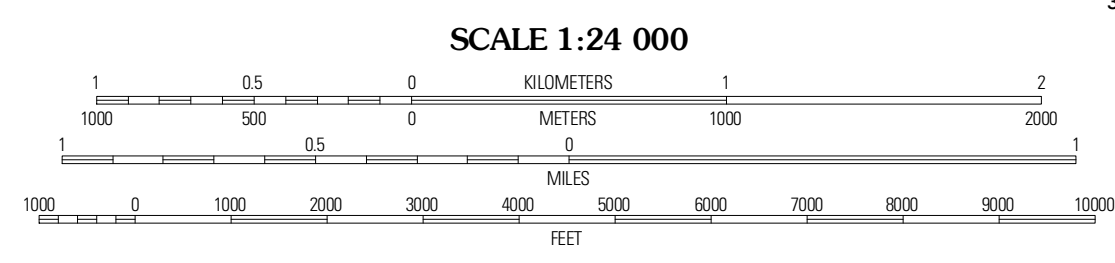 SCALE 1:24 000
1 0.5 0 KILOMETERS 1 2
1000 500 0 METERS 1000 2000
1 0.5 0 1
MILES
1000 0 1000 2000 3000 4000 5000 6000 7000 8000 9000 10000
FEET